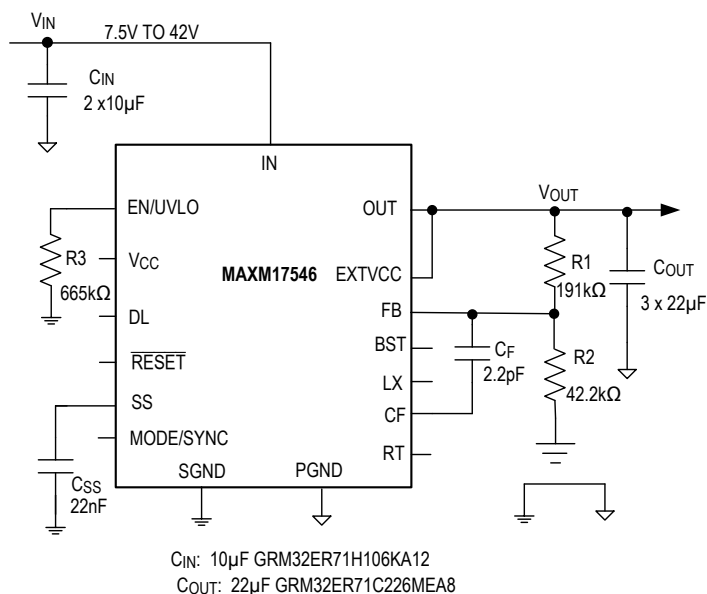 VIN
7.5V TO 42V
CIN
2 x10µF
IN
EN/UVLO
OUT
VOUT
R3
665kΩ
VCC
MAXM17546
EXTVCC
R1
191kΩ
COUT
3 x 22µF
DL
FB
RESET
BST
CF
2.2pF
R2
42.2kΩ
LX
SS
CF
MODE/SYNC
RT
CSS
22nF
SGND
PGND
CIN: 10µF GRM32ER71H106KA12
COUT: 22µF GRM32ER71C226MEA8